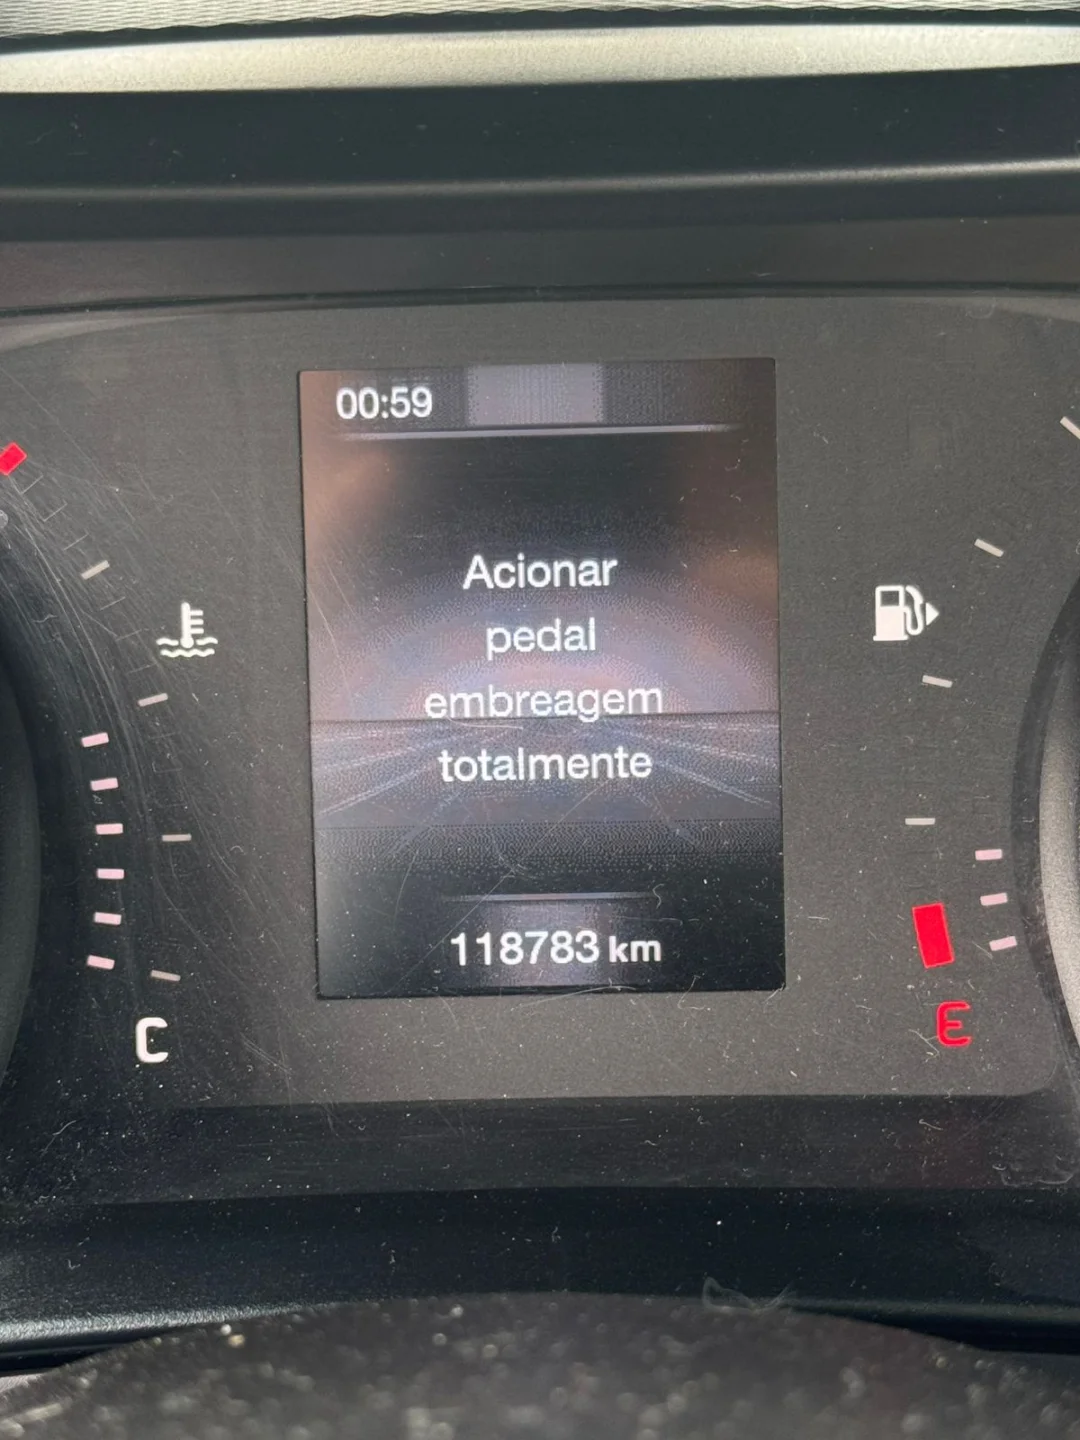 00:59
Acionar
pedal
embreagem
totalmente
118783 km
C
E